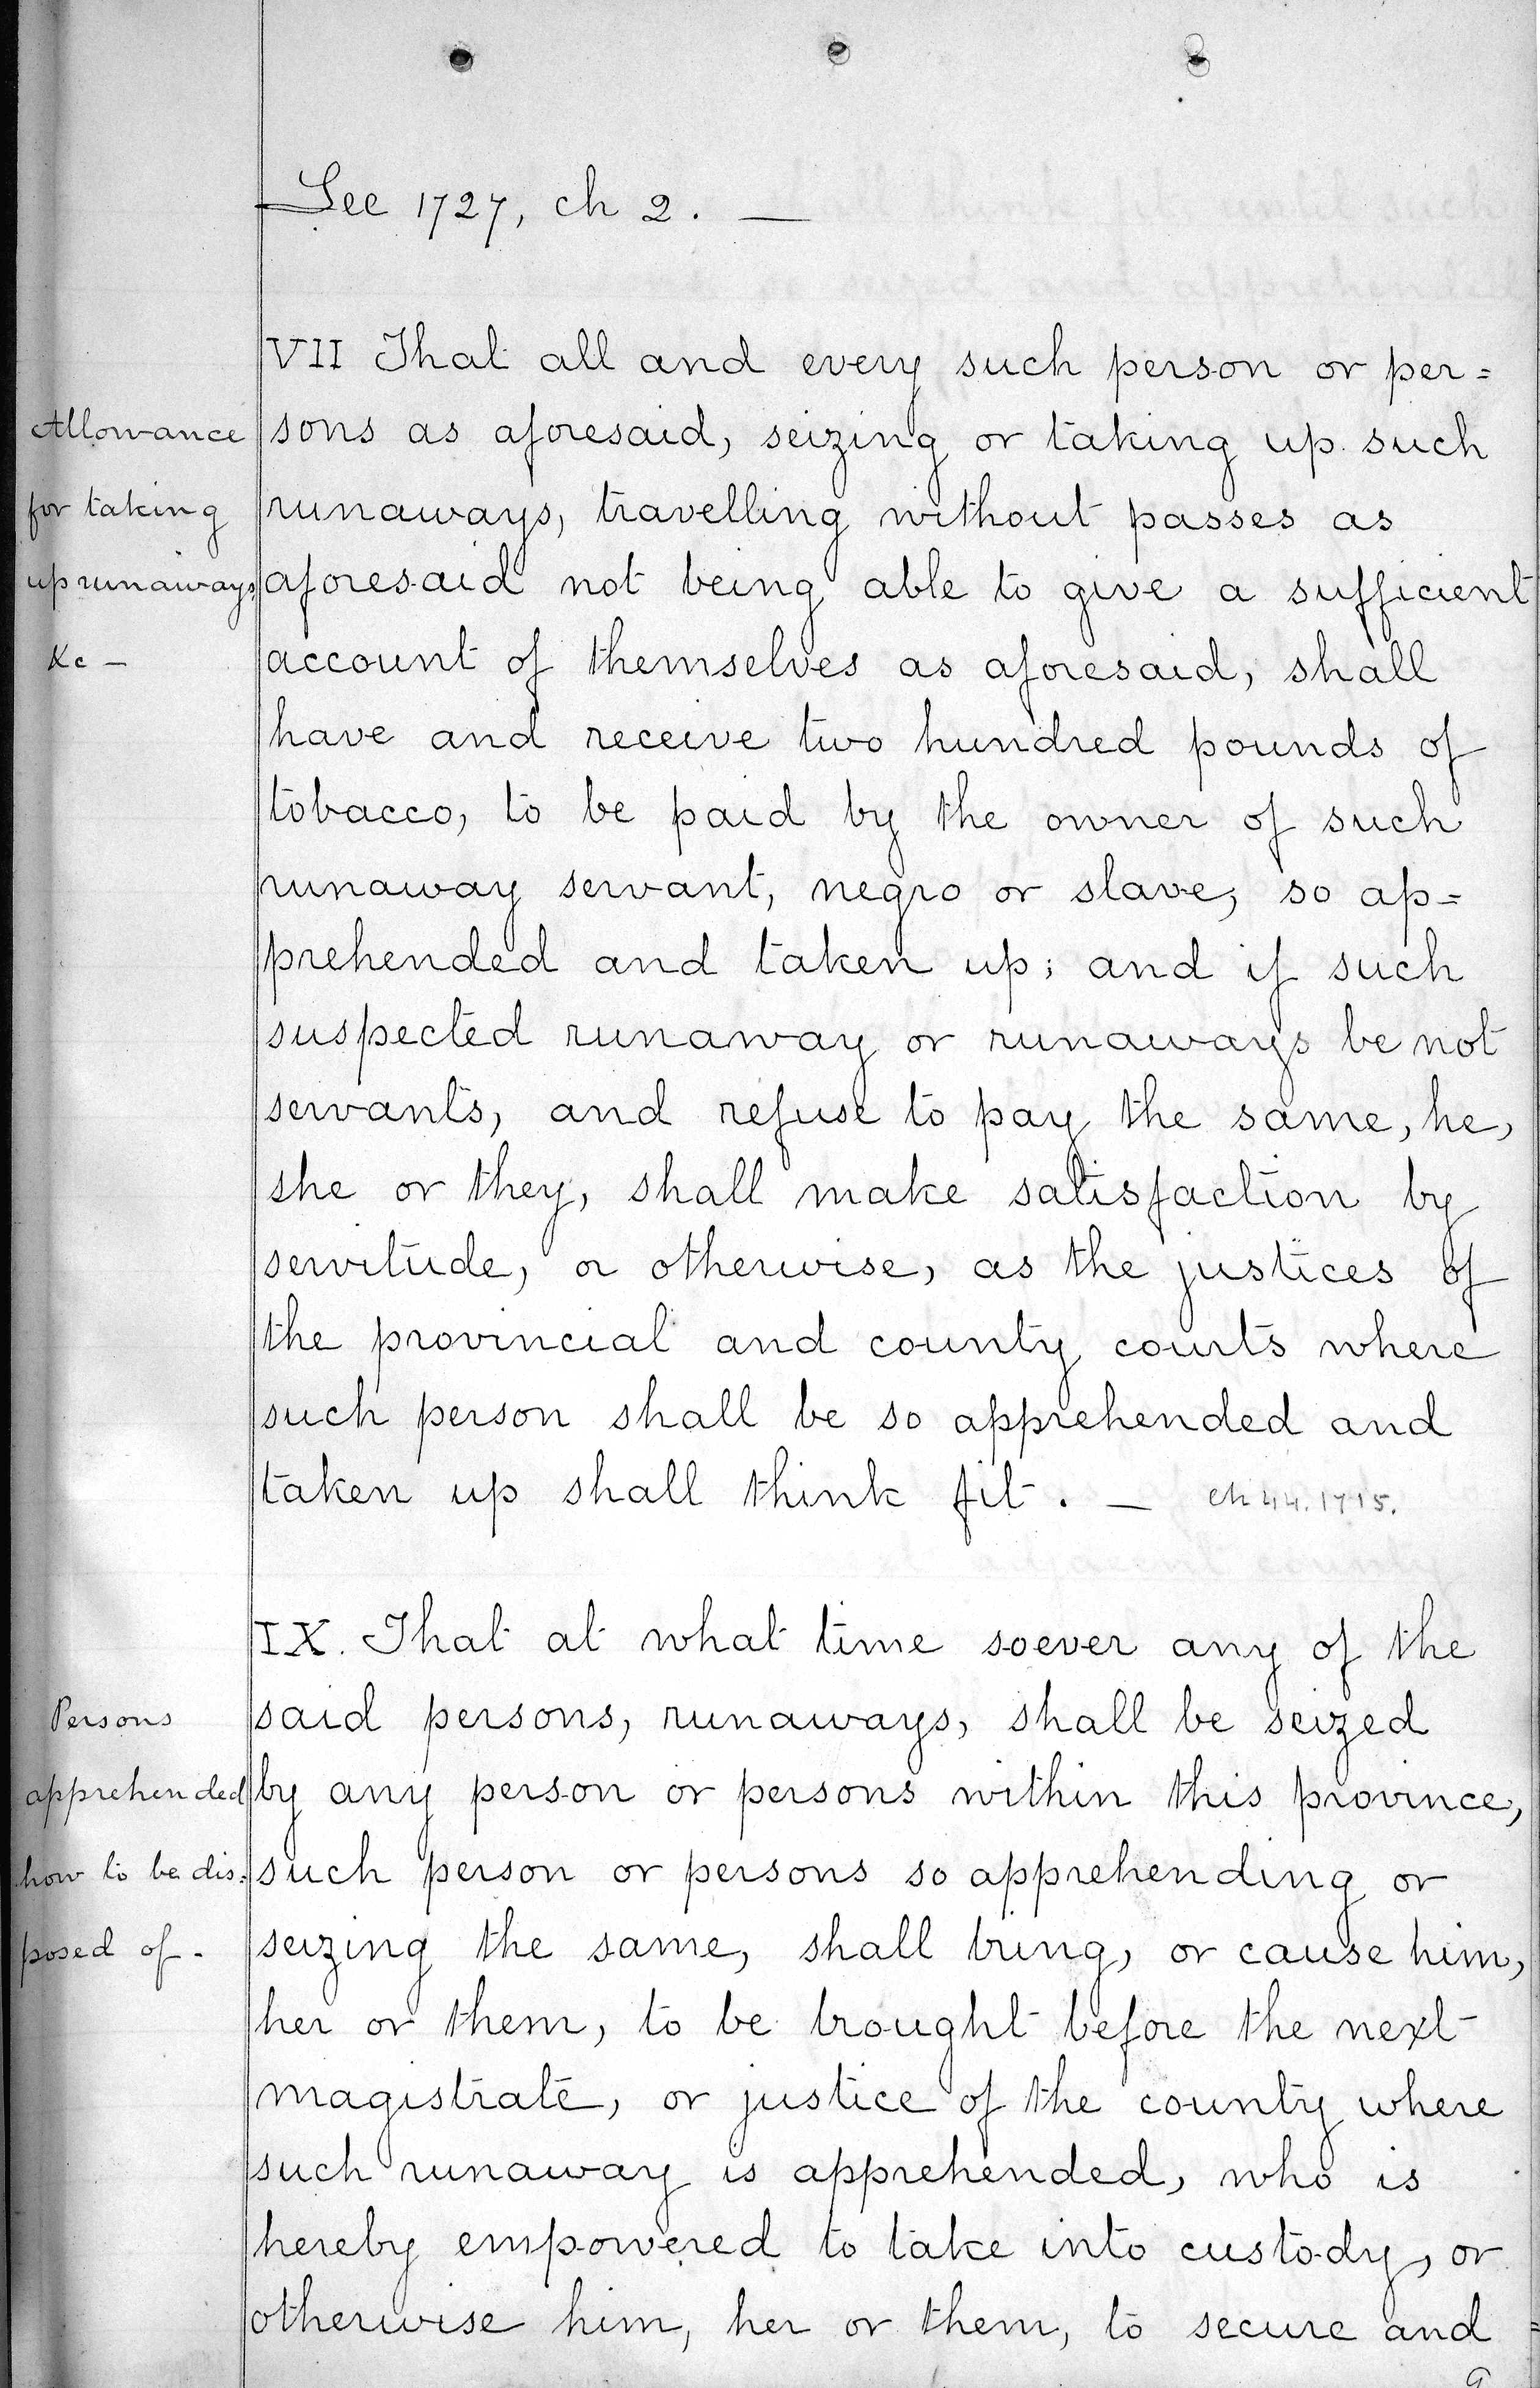 See 1727, ch 2. —
VII That all and every such person or per=
Allowance
sons as aforesaid, seizing or taking up such
for taking
runaways, travelling without passes as
up runaways
aforesaid not being able to give a sufficient
&c —
account of themselves as aforesaid, shall
have and receive two hundred pounds of
tobacco, to be paid by the owner of such
runaway servant, negro or slave, so ap=
prehended and taken up; and if such
suspected runaway or runaways be not
servants, and refuse to pay the same, he,
she or they, shall make satisfaction by
servitude, or otherwise, as the justices of
the provincial and county courts where
such person shall be so apprehended and
taken up shall think fit. — ch 44. 1715.
IX. That at what time soever any of the
Persons
said persons, runaways, shall be seized
apprehended
by any person or persons within this province,
how to be dis=
such person or persons so apprehending or
posed of.
seizing the same, shall bring, or cause him,
her or them, to be brought before the next
magistrate, or justice of the county where
such runaway is apprehended, who is
hereby empowered to take into custody, or
otherwise him, her or them, to secure and